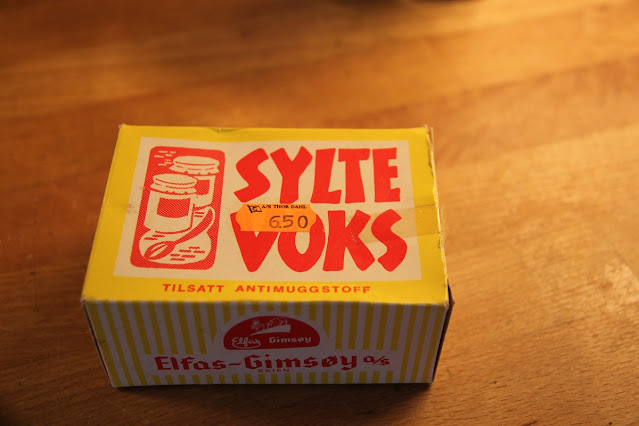 SYLTE
A/S THOR DAHL
6.50
VOKS
TILSATT ANTIMUGGSTOFF
Elfas Gimsøy
Elfas-Gimsøy a/s
SKIEN